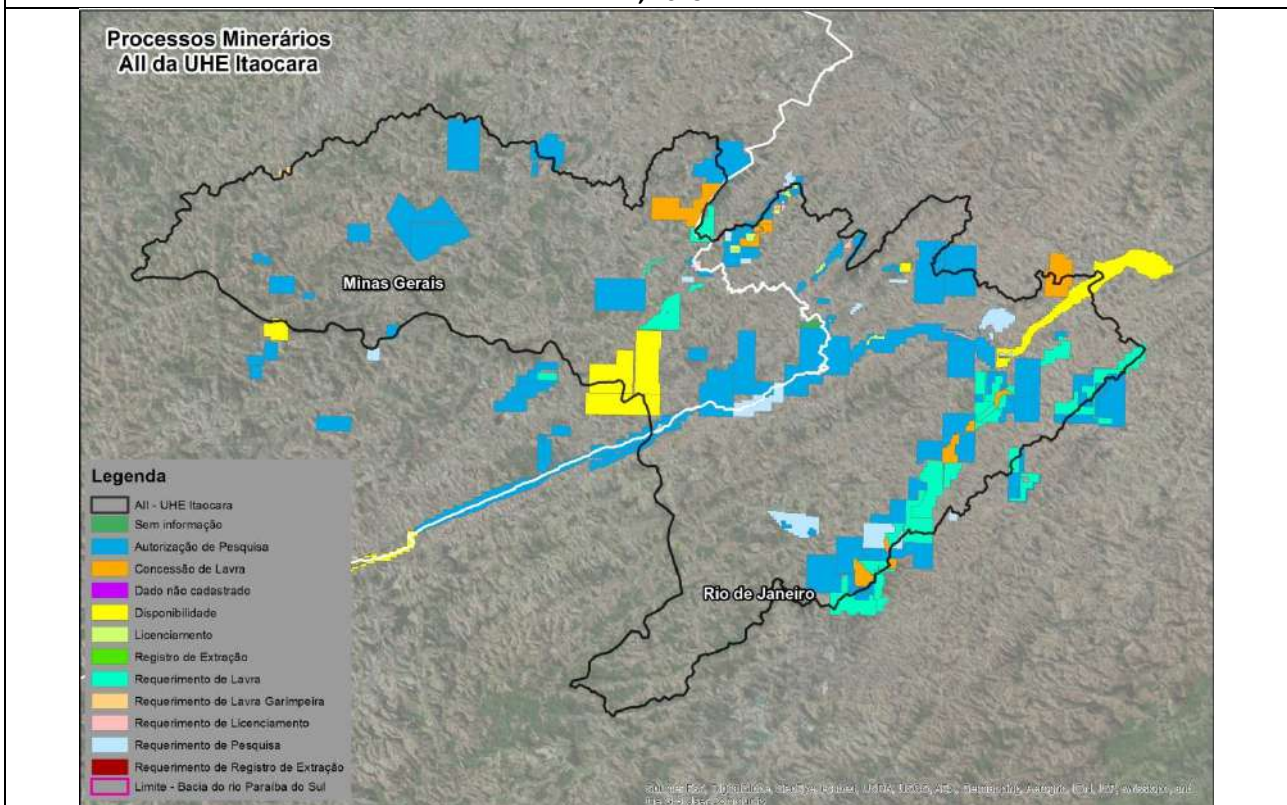 Processos Minerários
AII da UHE Itaocara
Minas Gerais
Rio de Janeiro
Legenda
AII - UHE Itaocara
Sem informação
Autorização de Pesquisa
Concessão de Lavra
Dado não cadastrado
Disponibilidade
Licenciamento
Registro de Extração
Requerimento de Lavra
Requerimento de Lavra Garimpeira
Requerimento de Licenciamento
Requerimento de Pesquisa
Requerimento de Registro de Extração
Limite - Bacia do rio Paraíba do Sul